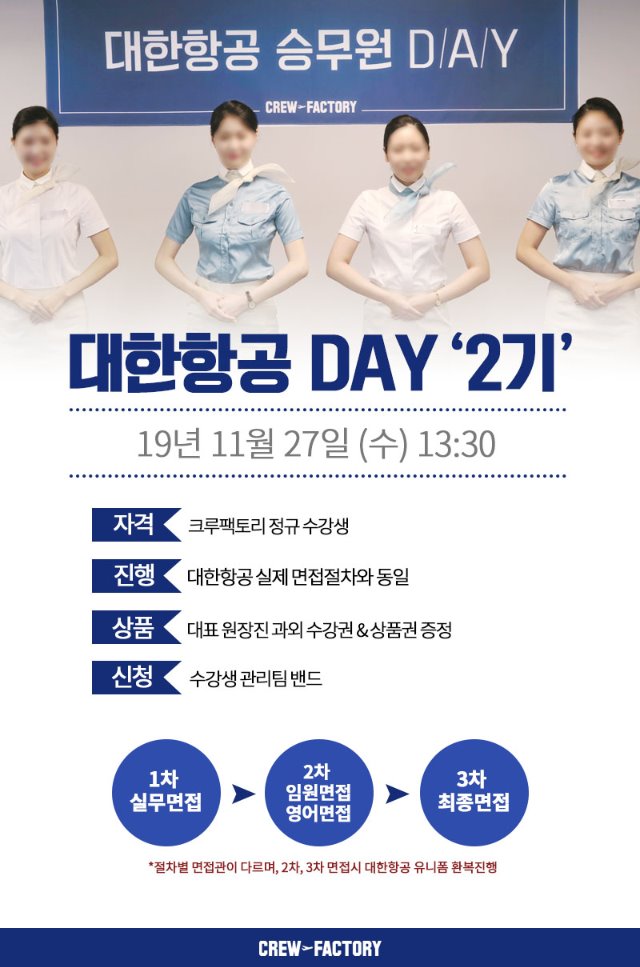 대한항공 승무원 D/A/Y
CREW FACTORY
대한항공 DAY ‘2기’
19년 11월 27일 (수) 13:30
자격 크루팩토리 정규 수강생
진행 대한항공 실제 면접절차와 동일
상품 대표 원장진 과외 수강권 & 상품권 증정
신청 수강생 관리팀 밴드
1차
실무면접
2차
임원면접
영어면접
3차
최종면접
*절차별 면접관이 다르며, 2차, 3차 면접시 대한항공 유니폼 환복진행
CREW FACTORY